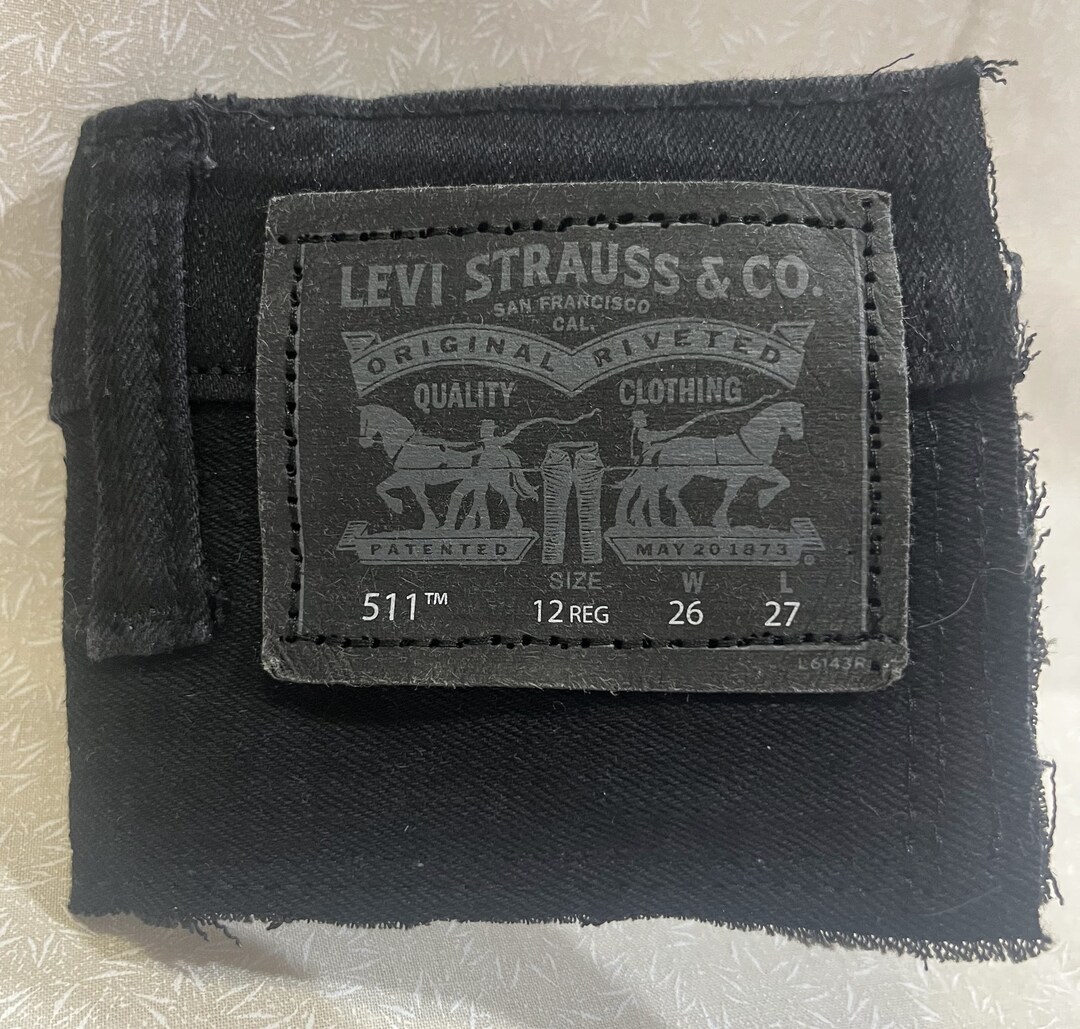 LEVI STRAUSS & CO.
SAN FRANCISCO
CAL.
ORIGINAL RIVETED
QUALITY CLOTHING
PATENTED MAY 20 1873
SIZE W L
511™ 12 REG 26 27
L6143R